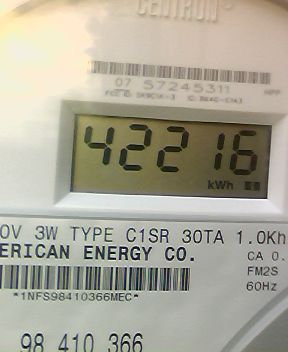 CENTRON
07 57245311
42216
kWh
0V 3W TYPE C1SR 30TA 1.0Kh
ERICAN ENERGY CO.
CA 0.
FM2S
60Hz
*1NFS98410366MEC*
98 410 366